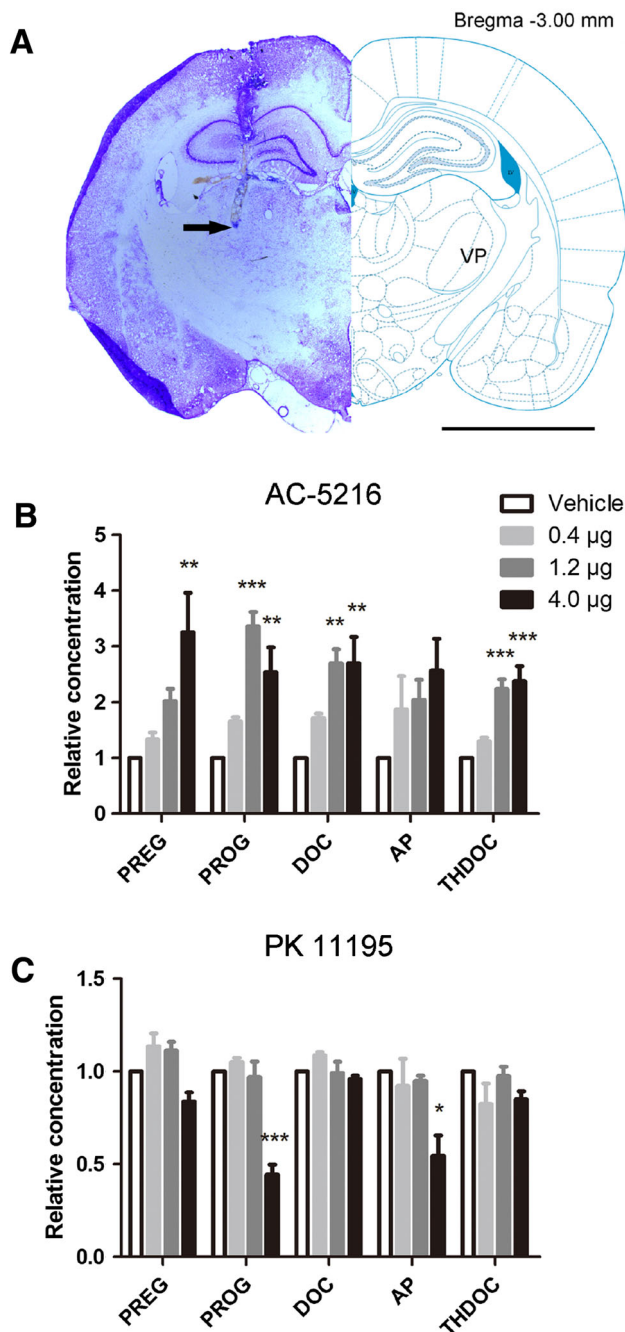 A
Bregma -3.00 mm
VP
B
AC-5216
Vehicle
0.4 µg
1.2 µg
4.0 µg
Relative concentration
5
4
3
2
1
0
**
***
**
**
**
***
***
PREG
PROG
DOC
AP
THDOC
C
PK 11195
Relative concentration
1.5
1.0
0.5
0.0
***
*
PREG
PROG
DOC
AP
THDOC